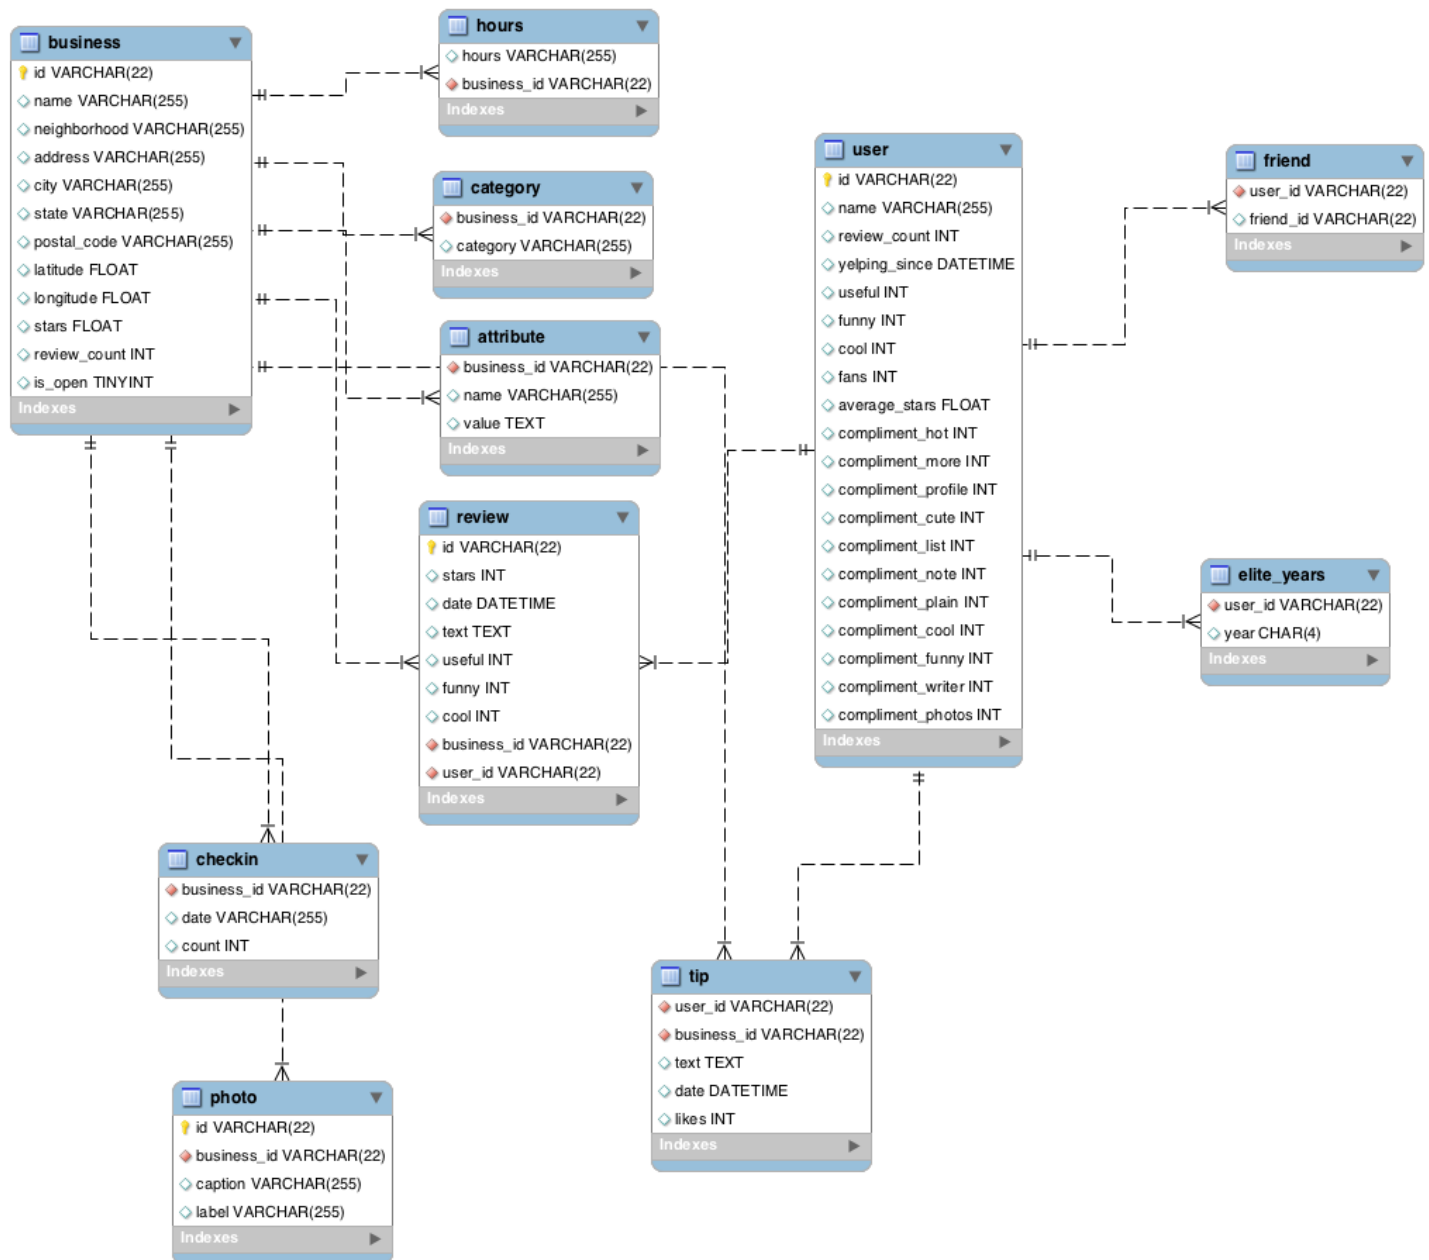 business
id VARCHAR(22)
name VARCHAR(255)
neighborhood VARCHAR(255)
address VARCHAR(255)
city VARCHAR(255)
state VARCHAR(255)
postal_code VARCHAR(255)
latitude FLOAT
longitude FLOAT
stars FLOAT
review_count INT
is_open TINYINT
Indexes
hours
hours VARCHAR(255)
business_id VARCHAR(22)
Indexes
category
business_id VARCHAR(22)
category VARCHAR(255)
Indexes
attribute
business_id VARCHAR(22)
name VARCHAR(255)
value TEXT
Indexes
review
id VARCHAR(22)
stars INT
date DATETIME
text TEXT
useful INT
funny INT
cool INT
business_id VARCHAR(22)
user_id VARCHAR(22)
Indexes
user
id VARCHAR(22)
name VARCHAR(255)
review_count INT
yelping_since DATETIME
useful INT
funny INT
cool INT
fans INT
average_stars FLOAT
compliment_hot INT
compliment_more INT
compliment_profile INT
compliment_cute INT
compliment_list INT
compliment_note INT
compliment_plain INT
compliment_cool INT
compliment_funny INT
compliment_writer INT
compliment_photos INT
Indexes
friend
user_id VARCHAR(22)
friend_id VARCHAR(22)
Indexes
elite_years
user_id VARCHAR(22)
year CHAR(4)
Indexes
checkin
business_id VARCHAR(22)
date VARCHAR(255)
count INT
Indexes
tip
user_id VARCHAR(22)
business_id VARCHAR(22)
text TEXT
date DATETIME
likes INT
Indexes
photo
id VARCHAR(22)
business_id VARCHAR(22)
caption VARCHAR(255)
label VARCHAR(255)
Indexes